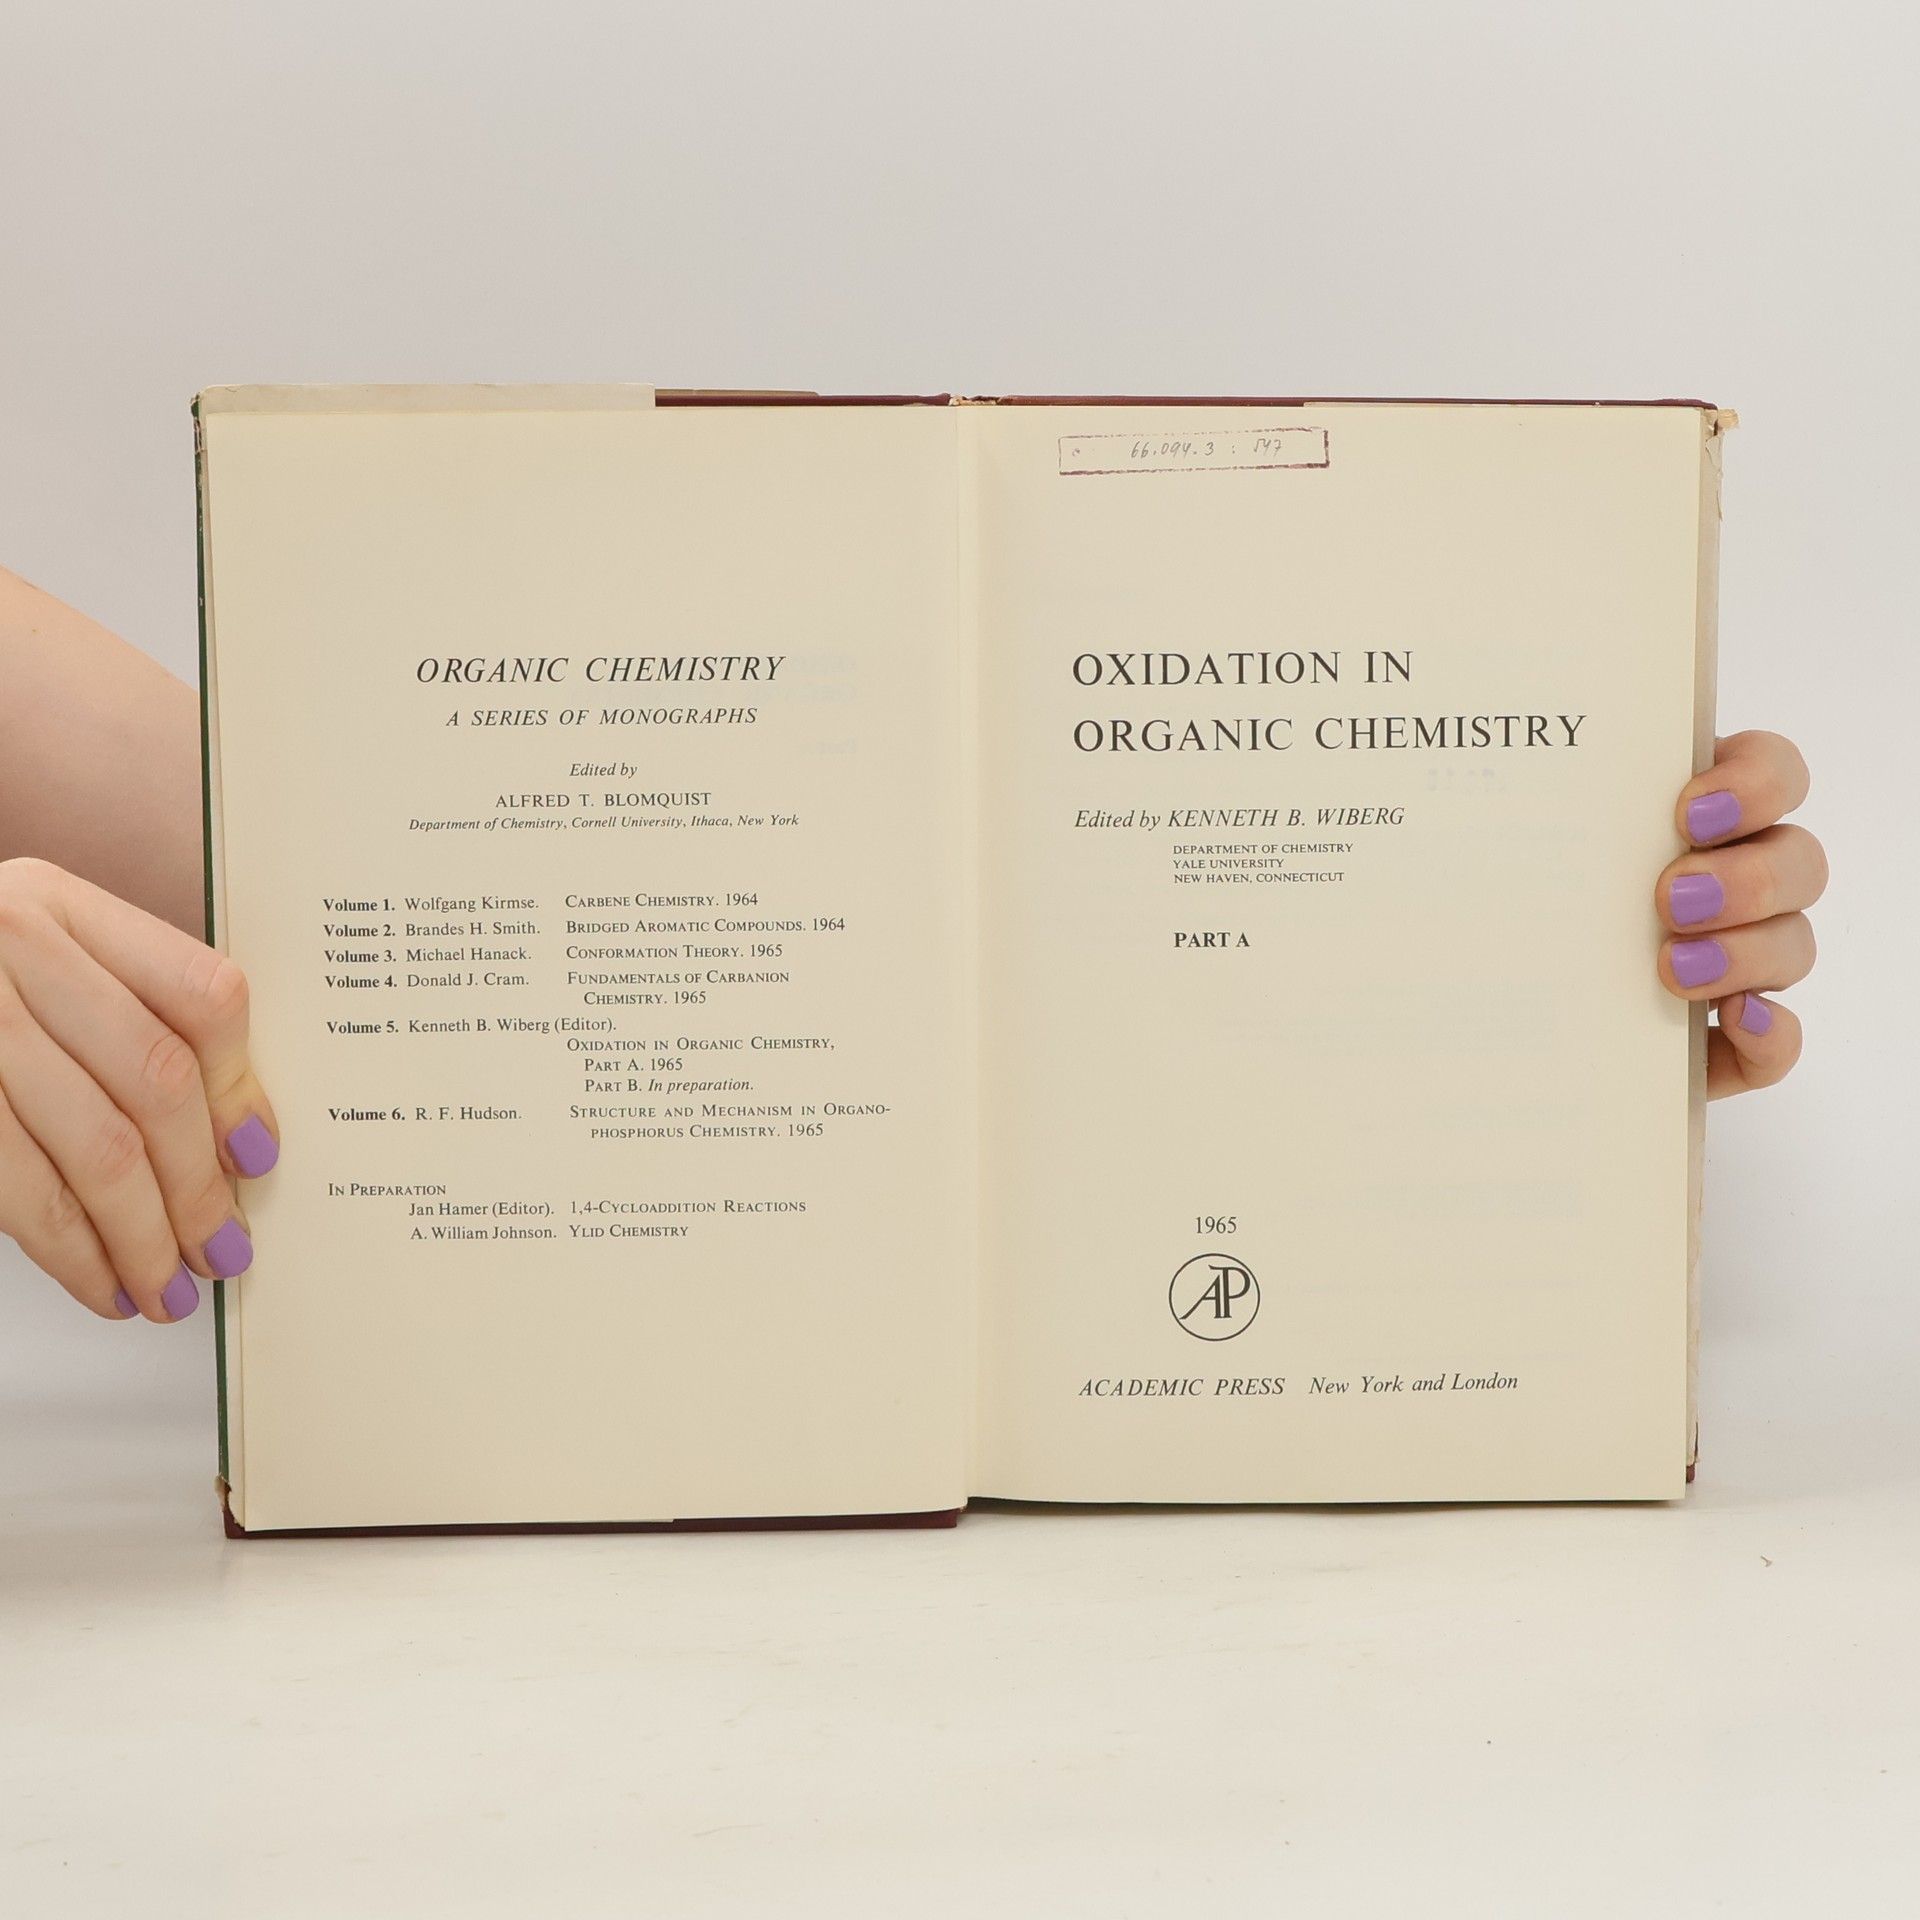 ORGANIC CHEMISTRY
A SERIES OF MONOGRAPHS
Edited by
ALFRED T. BLOMQUIST
Department of Chemistry, Cornell University, Ithaca, New York
Volume 1. Wolfgang Kirmse. CARBENE CHEMISTRY. 1964
Volume 2. Brandes H. Smith. BRIDGED AROMATIC COMPOUNDS. 1964
Volume 3. Michael Hanack. CONFORMATION THEORY. 1965
Volume 4. Donald J. Cram. FUNDAMENTALS OF CARBANION
CHEMISTRY. 1965
Volume 5. Kenneth B. Wiberg (Editor).
OXIDATION IN ORGANIC CHEMISTRY,
PART A. 1965
PART B. In preparation.
Volume 6. R. F. Hudson. STRUCTURE AND MECHANISM IN ORGANO-
PHOSPHORUS CHEMISTRY. 1965
IN PREPARATION
Jan Hamer (Editor). 1,4-CYCLOADDITION REACTIONS
A. William Johnson. YLID CHEMISTRY
66.094.3 : 547
OXIDATION IN
ORGANIC CHEMISTRY
Edited by KENNETH B. WIBERG
DEPARTMENT OF CHEMISTRY
YALE UNIVERSITY
NEW HAVEN, CONNECTICUT
PART A
1965
AP
ACADEMIC PRESS New York and London